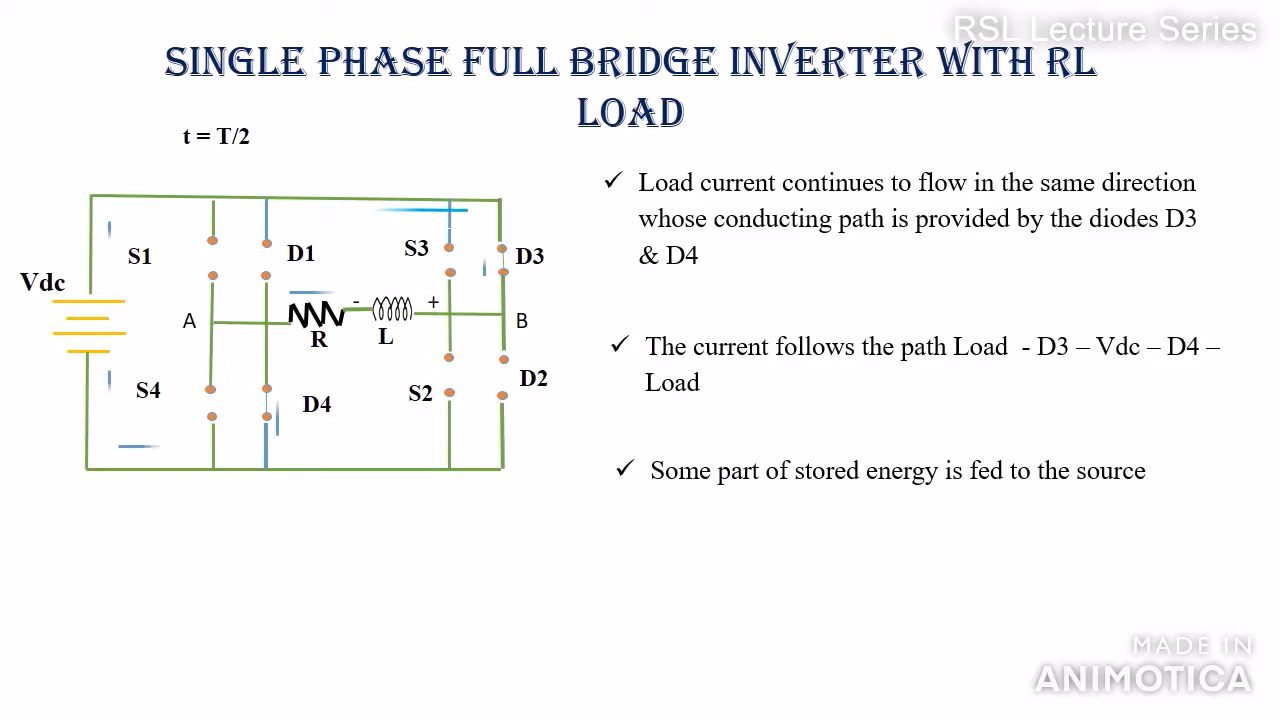 RSL Lecture Series
SINGLE PHASE FULL BRIDGE INVERTER WITH RL
LOAD
t = T/2
✓ Load current continues to flow in the same direction
whose conducting path is provided by the diodes D3
& D4
✓ The current follows the path Load - D3 – Vdc – D4 –
Load
✓ Some part of stored energy is fed to the source
S1
D1
S3
D3
Vdc
A
-
+
B
R
L
S4
D4
S2
D2
MADE IN
ANIMOTICA